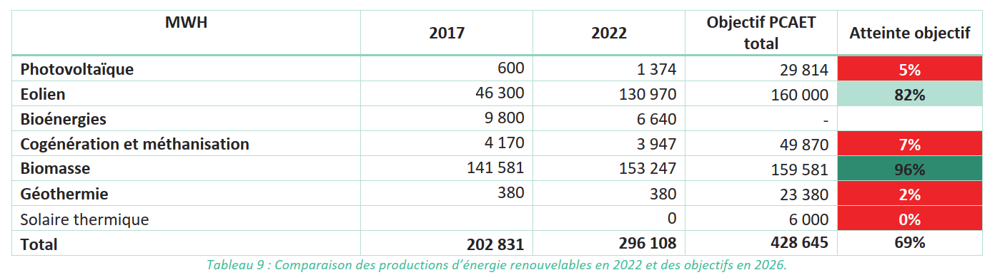 MWH 2017 2022 Objectif PCAET total Atteinte objectif
Photovoltaïque 600 1 374 29 814 5%
Eolien 46 300 130 970 160 000 82%
Bioénergies 9 800 6 640 -
Cogénération et méthanisation 4 170 3 947 49 870 7%
Biomasse 141 581 153 247 159 581 96%
Géothermie 380 380 23 380 2%
Solaire thermique 0 6 000 0%
Total 202 831 296 108 428 645 69%
Tableau 9 : Comparaison des productions d'énergie renouvelables en 2022 et des objectifs en 2026.